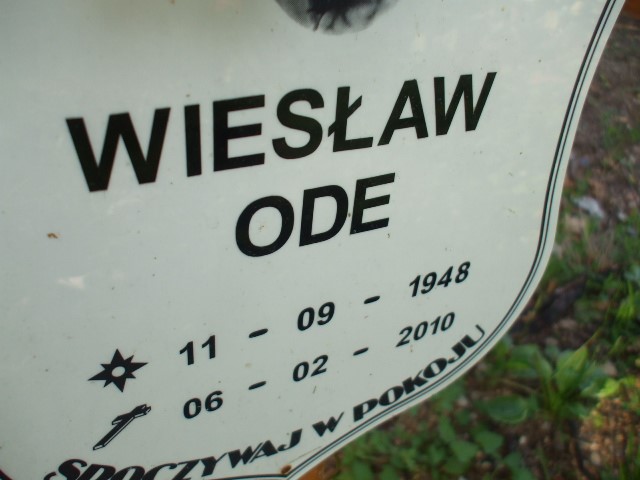 WIESŁAW
ODE
11 - 09 - 1948
06 - 02 - 2010
SPOCZYWAJ W POKOJU